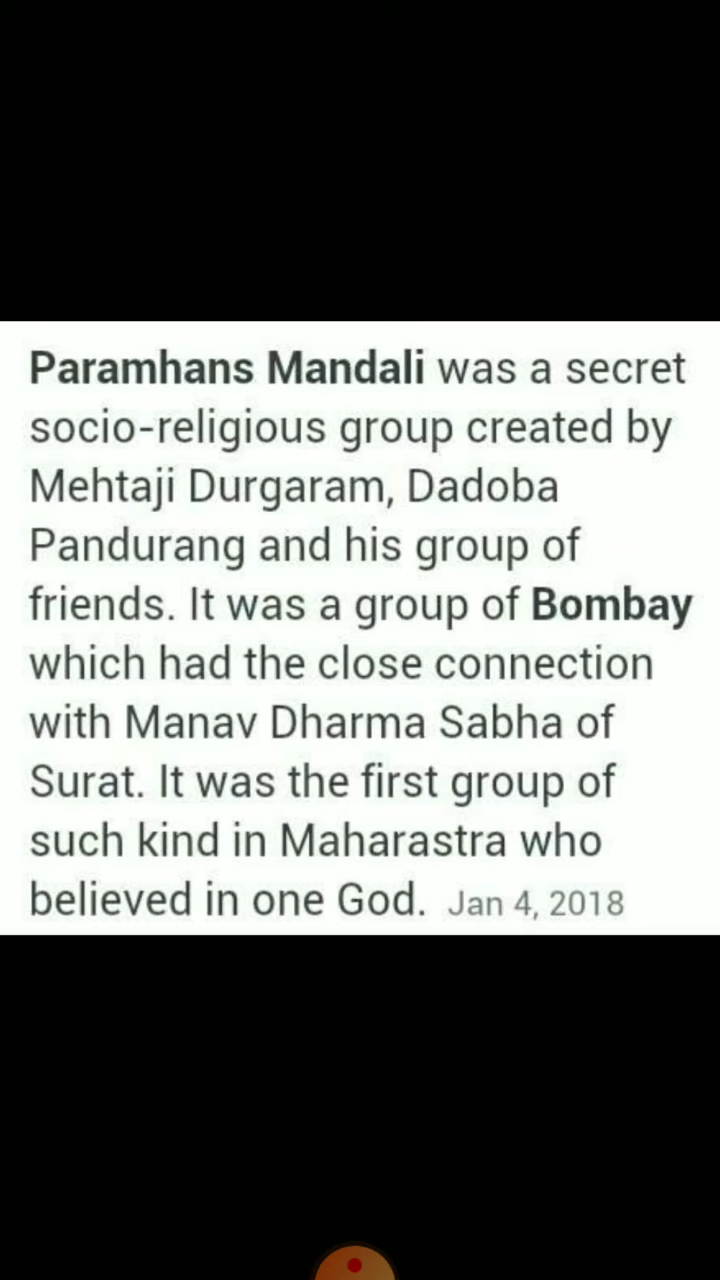 Paramhans Mandali was a secret
socio-religious group created by
Mehtaji Durgaram, Dadoba
Pandurang and his group of
friends. It was a group of Bombay
which had the close connection
with Manav Dharma Sabha of
Surat. It was the first group of
such kind in Maharastra who
believed in one God. Jan 4, 2018